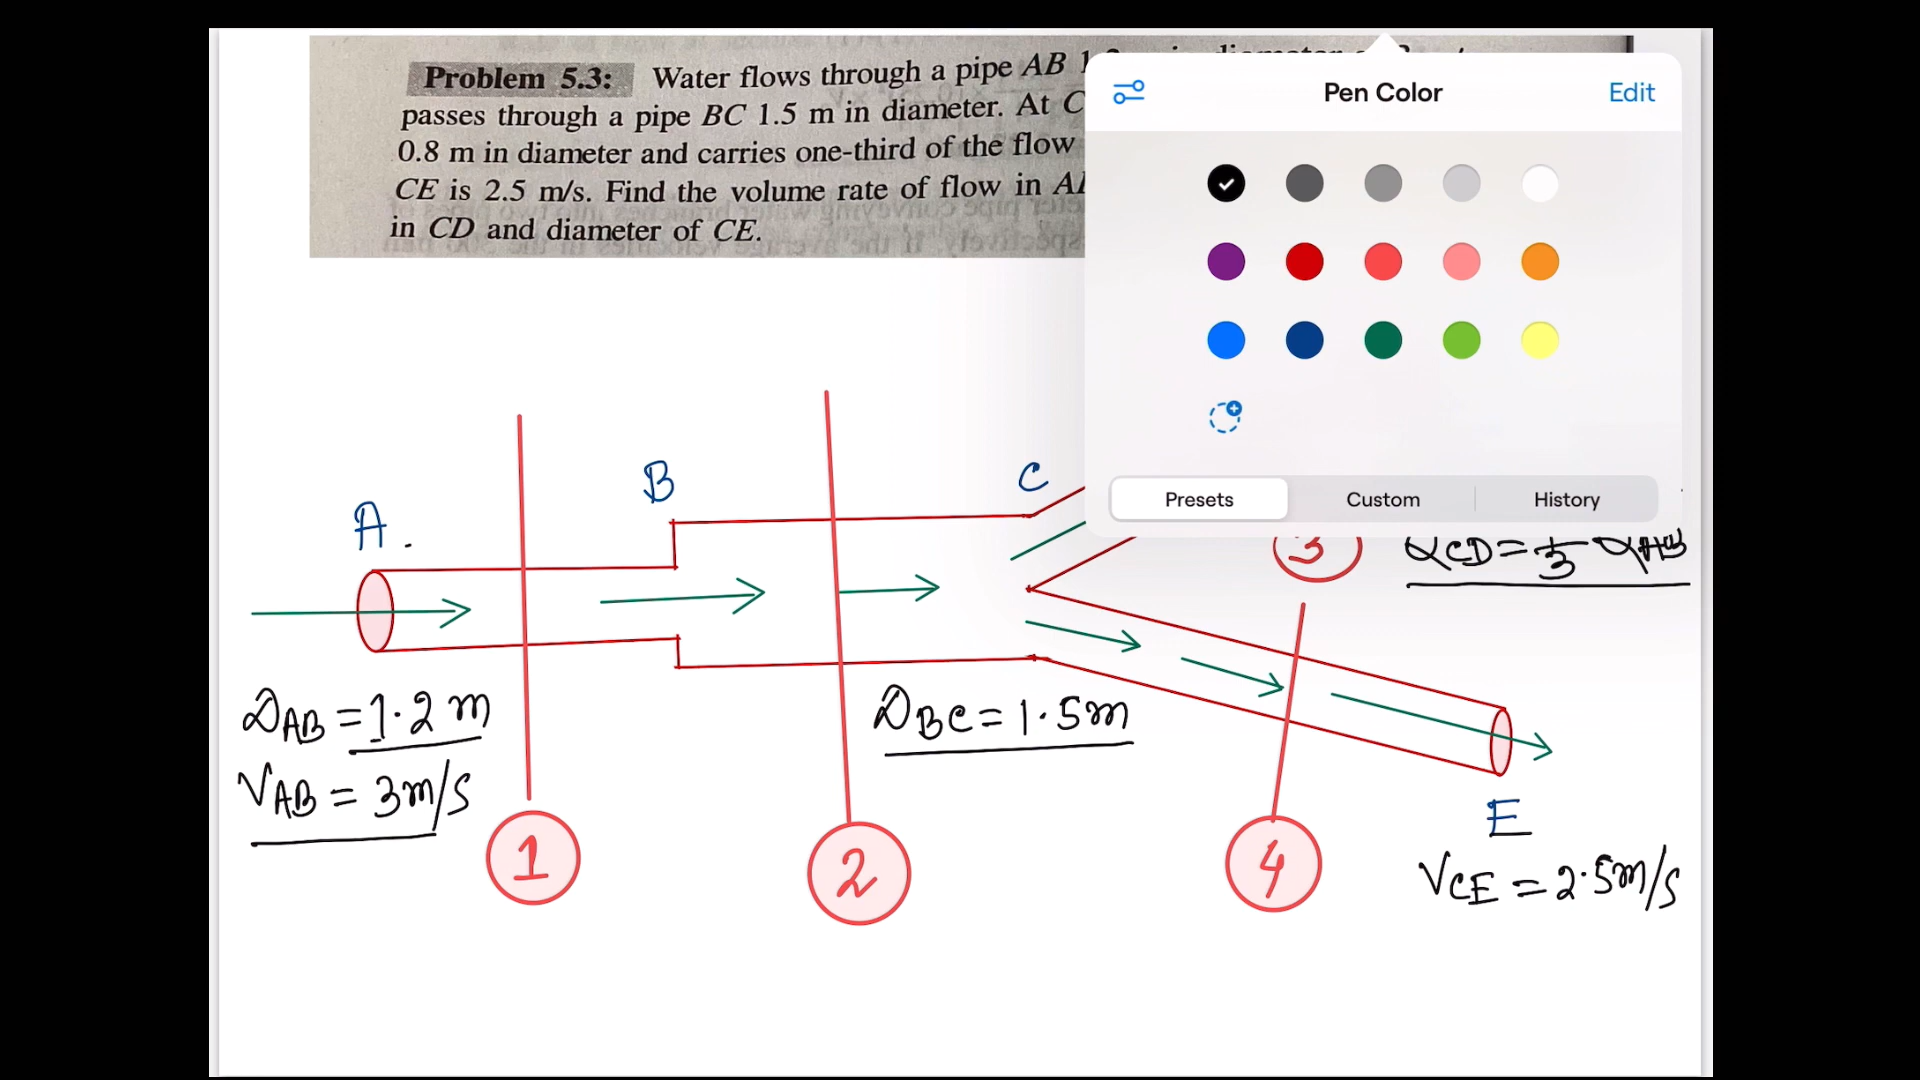 Problem 5.3: Water flows through a pipe AB
passes through a pipe BC 1.5 m in diameter. At C
0.8 m in diameter and carries one-third of the flow
CE is 2.5 m/s. Find the volume rate of flow in
in CD and diameter of CE.
Pen Color
Edit
Presets
Custom
History
A
B
C
3
QCD = 1/3 QAB
DAB = 1.2 m
VAB = 3 m/s
DBC = 1.5 m
1
2
4
E
VCE = 2.5 m/s